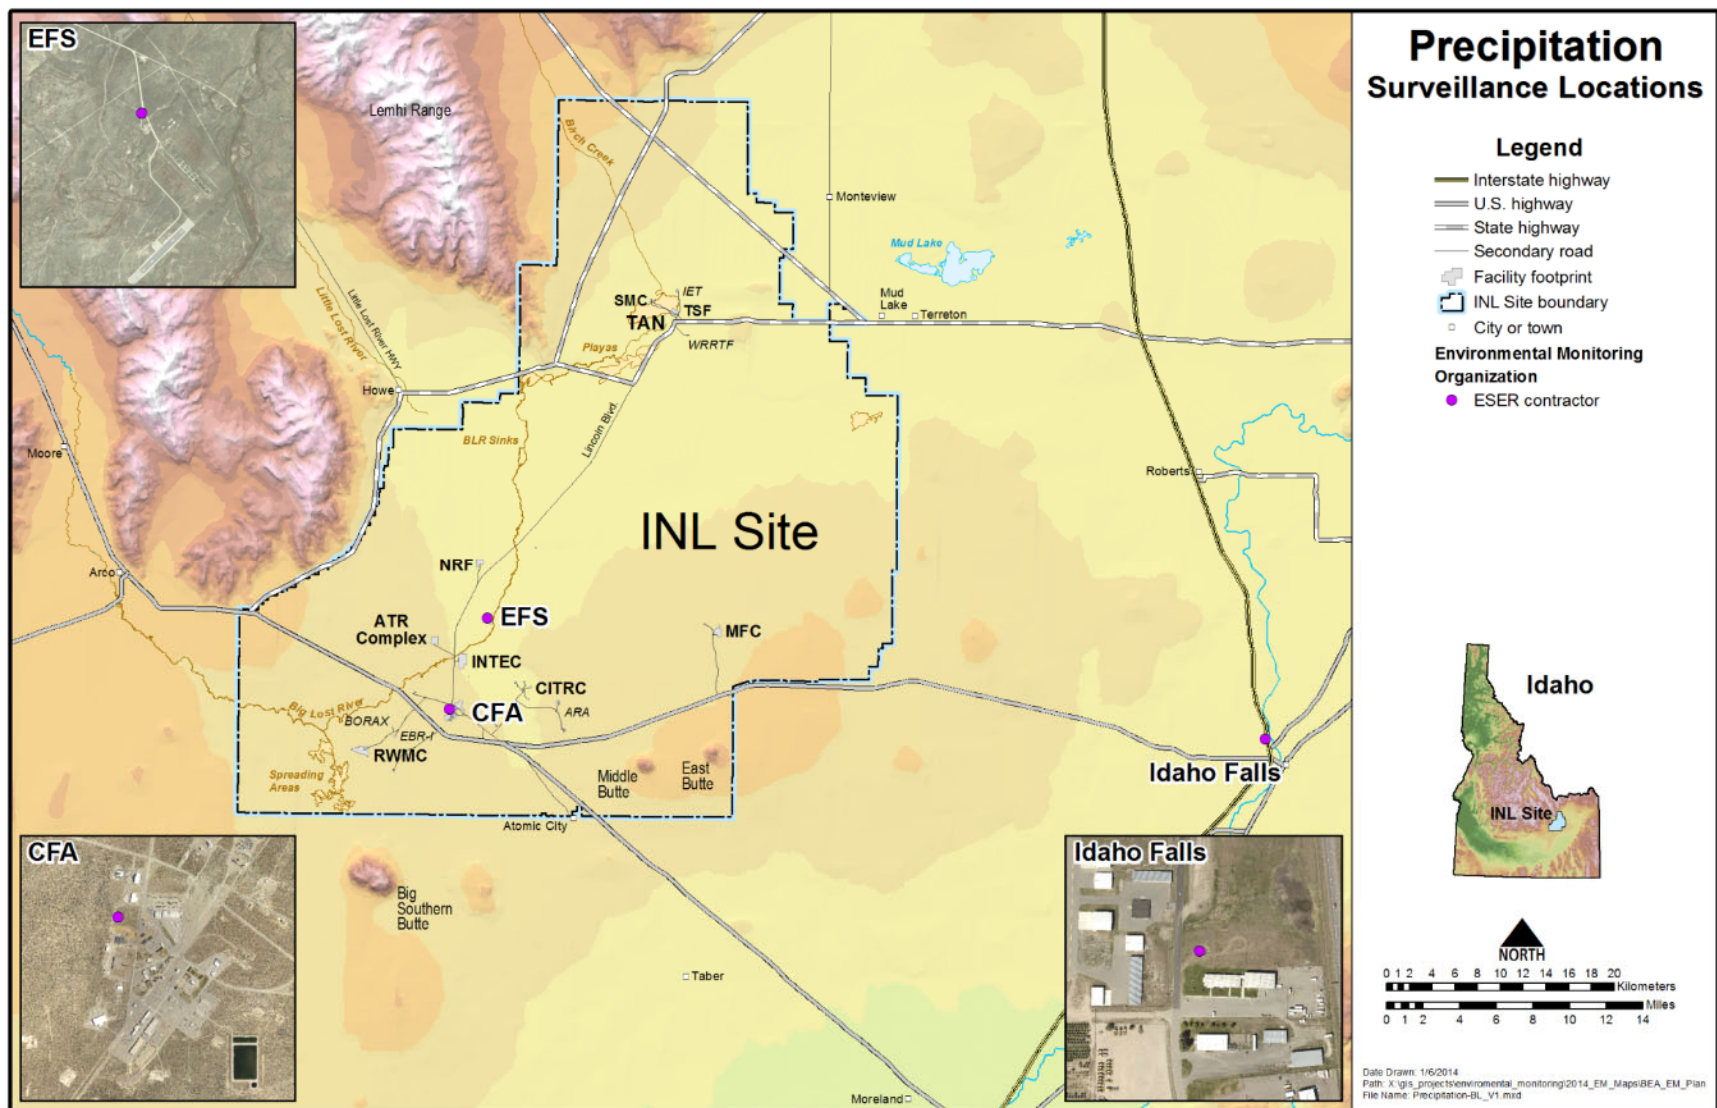 EFS
Lemhi Range
Birch Creek
Monteview
Mud Lake
Little Lost River
Little Lost River HWY
SMC
IET
TSF
TAN
WRRTF
Playas
Mud
Lake
Terreton
Howe
Lincoln Blvd.
BLR Sinks
Moore
Roberts
INL Site
Arco
NRF
EFS
ATR
Complex
INTEC
MFC
CITRC
ARA
Big Lost River
BORAX
CFA
EBR-I
RWMC
Spreading
Areas
Middle
Butte
East
Butte
Idaho Falls
Atomic City
CFA
Big
Southern
Butte
Taber
Moreland
Idaho Falls
Precipitation
Surveillance Locations
Legend
Interstate highway
U.S. highway
State highway
Secondary road
Facility footprint
INL Site boundary
City or town
Environmental Monitoring
Organization
ESER contractor
Idaho
INL Site
NORTH
0 1 2 4 6 8 10 12 14 16 18 20
Kilometers
Miles
0 1 2 4 6 8 10 12 14
Date Drawn: 1/6/2014
Path: X:\gis_projects\enviromental_monitoring\2014_EM_Maps\BEA_EM_Plan
File Name: Precipitation-BL_V1.mxd